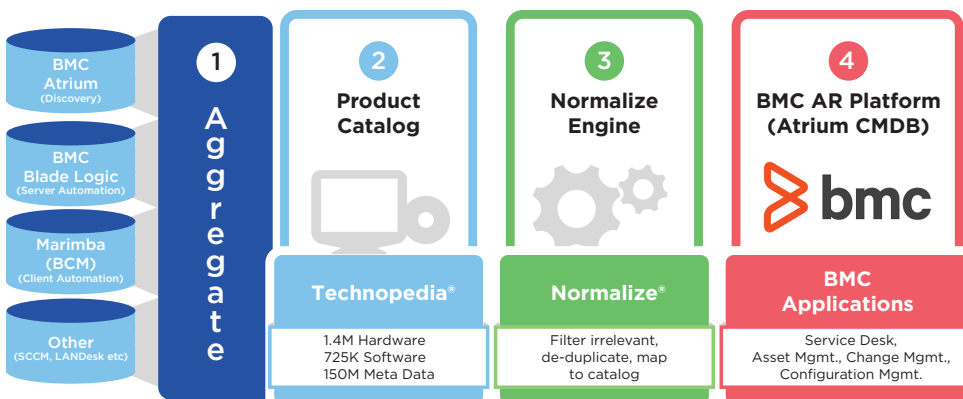 BMC
Atrium
(Discovery)
BMC
Blade Logic
(Server Automation)
Marimba
(BCM)
(Client Automation)
Other
(SCCM, LANDesk etc)
1
Aggregate
2
Product
Catalog
Technopedia®
1.4M Hardware
725K Software
150M Meta Data
3
Normalize
Engine
Normalize®
Filter irrelevant,
de-duplicate, map
to catalog
4
BMC AR Platform
(Atrium CMDB)
bmc
BMC
Applications
Service Desk,
Asset Mgmt., Change Mgmt.,
Configuration Mgmt.